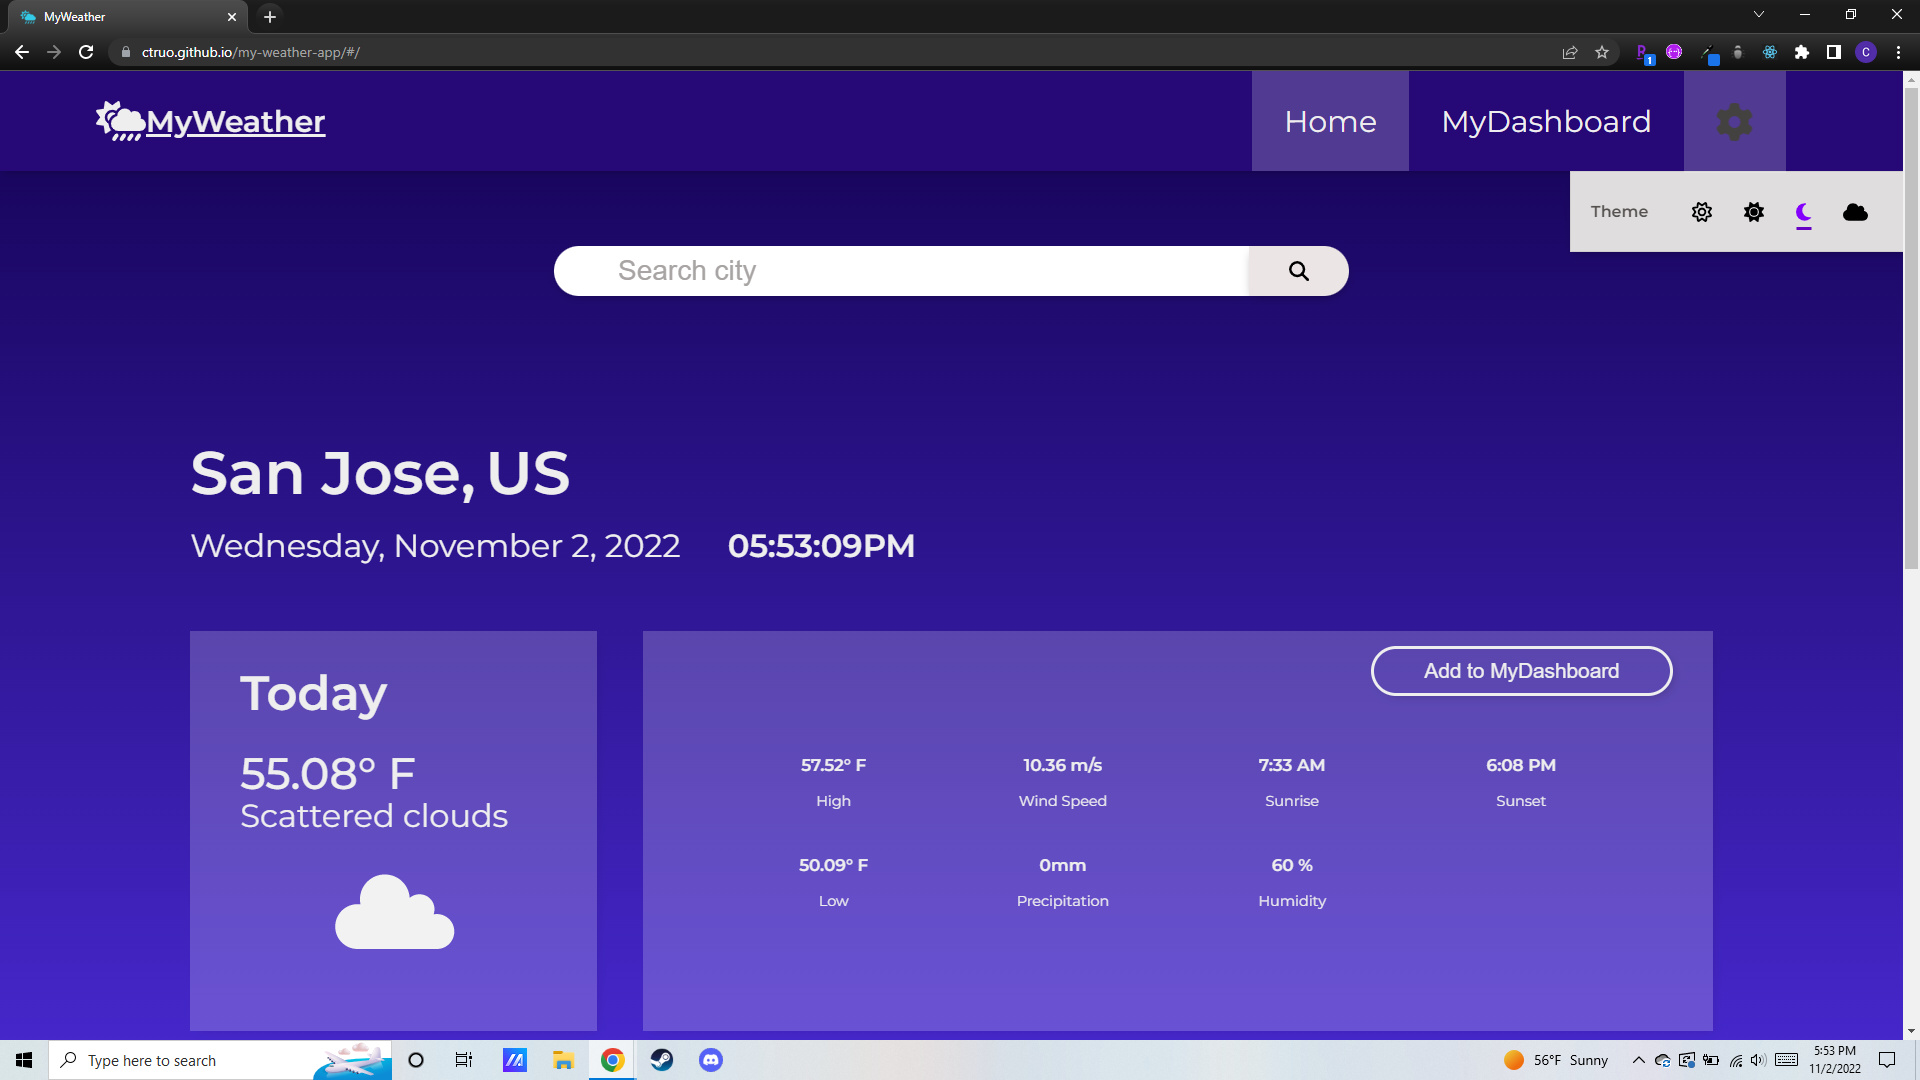 MyWeather
ctruo.github.io/my-weather-app/#/
1
C
MyWeather
Home
MyDashboard
Theme
Search city
San Jose, US
Wednesday, November 2, 2022 05:53:09PM
Today
55.08° F
Scattered clouds
Add to MyDashboard
57.52° F 10.36 m/s 7:33 AM 6:08 PM
High Wind Speed Sunrise Sunset
50.09° F 0mm 60 %
Low Precipitation Humidity
Type here to search
56°F Sunny
5:53 PM
11/2/2022